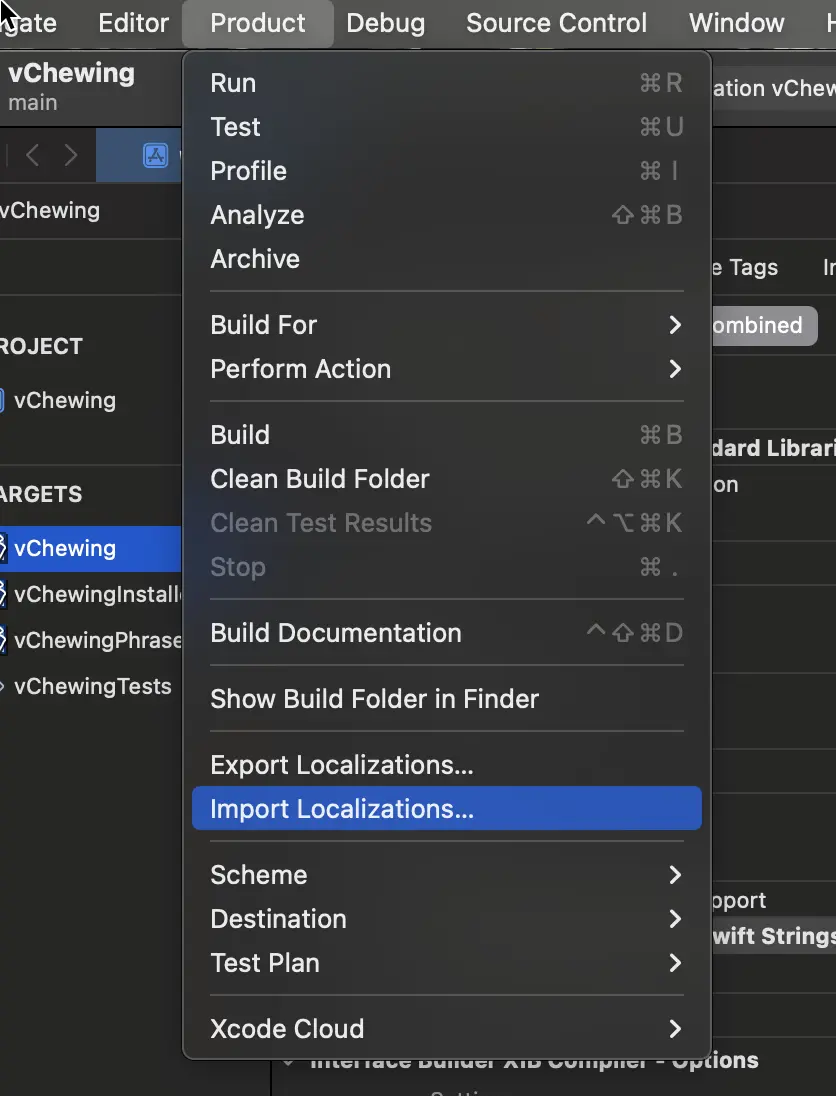 Editor Product Debug Source Control Window
vChewing
main
vChewing
PROJECT
vChewing
TARGETS
vChewing
vChewingInstall
vChewingPhrase
vChewingTests
Run ⌘R
Test ⌘U
Profile ⌘I
Analyze ⇧⌘B
Archive
Build For
Perform Action
Build ⌘B
Clean Build Folder ⇧⌘K
Clean Test Results ^⌥⌘K
Stop ⌘.
Build Documentation ^⇧⌘D
Show Build Folder in Finder
Export Localizations...
Import Localizations...
Scheme
Destination
Test Plan
Xcode Cloud
ation vChew
e Tags
ombined
dard Librari
on
pport
wift Strings
Interface Builder XIB Compiler - Options